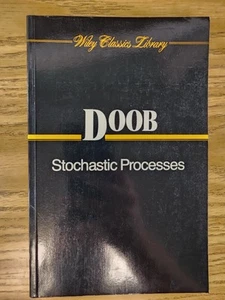 Wiley Classics Library
DOOB
Stochastic Processes